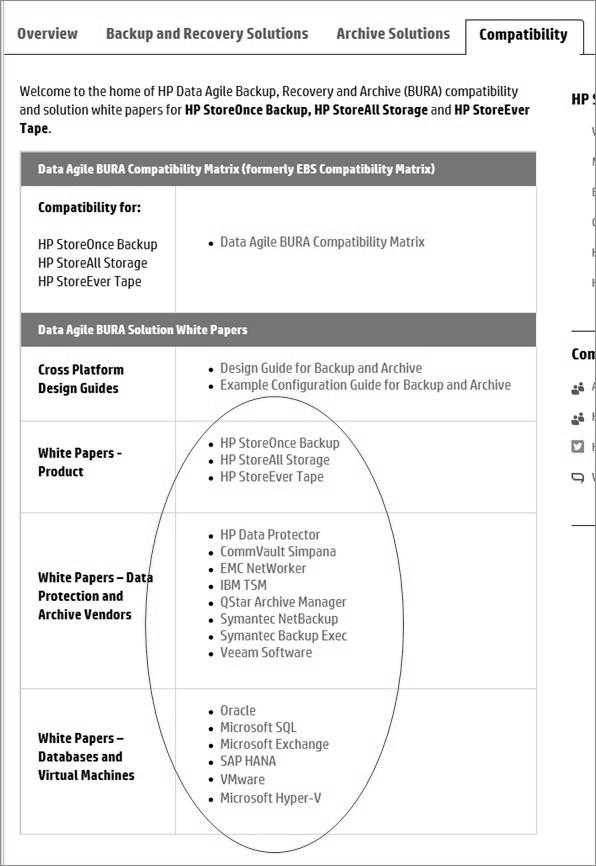 Overview Backup and Recovery Solutions Archive Solutions Compatibility
Welcome to the home of HP Data Agile Backup, Recovery and Archive (BURA) compatibility
and solution white papers for HP StoreOnce Backup, HP StoreAll Storage and HP StoreEver
Tape.
Data Agile BURA Compatibility Matrix (formerly EBS Compatibility Matrix)
Compatibility for:
HP StoreOnce Backup
HP StoreAll Storage
HP StoreEver Tape
• Data Agile BURA Compatibility Matrix
Data Agile BURA Solution White Papers
Cross Platform
Design Guides
• Design Guide for Backup and Archive
• Example Configuration Guide for Backup and Archive
White Papers -
Product
• HP StoreOnce Backup
• HP StoreAll Storage
• HP StoreEver Tape
White Papers – Data
Protection and
Archive Vendors
• HP Data Protector
• CommVault Simpana
• EMC NetWorker
• IBM TSM
• QStar Archive Manager
• Symantec NetBackup
• Symantec Backup Exec
• Veeam Software
White Papers –
Databases and
Virtual Machines
• Oracle
• Microsoft SQL
• Microsoft Exchange
• SAP HANA
• VMware
• Microsoft Hyper-V
HP